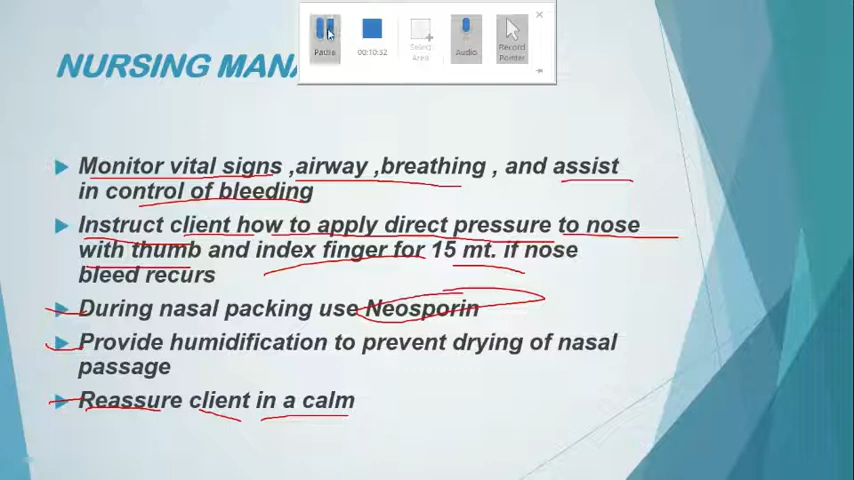 Pause
00:10:32
Select Area
Audio
Record Pointer
NURSING
Monitor vital signs ,airway ,breathing , and assist
in control of bleeding
Instruct client how to apply direct pressure to nose
with thumb and index finger for 15 mt. if nose
bleed recurs
During nasal packing use Neosporin
Provide humidification to prevent drying of nasal
passage
Reassure client in a calm